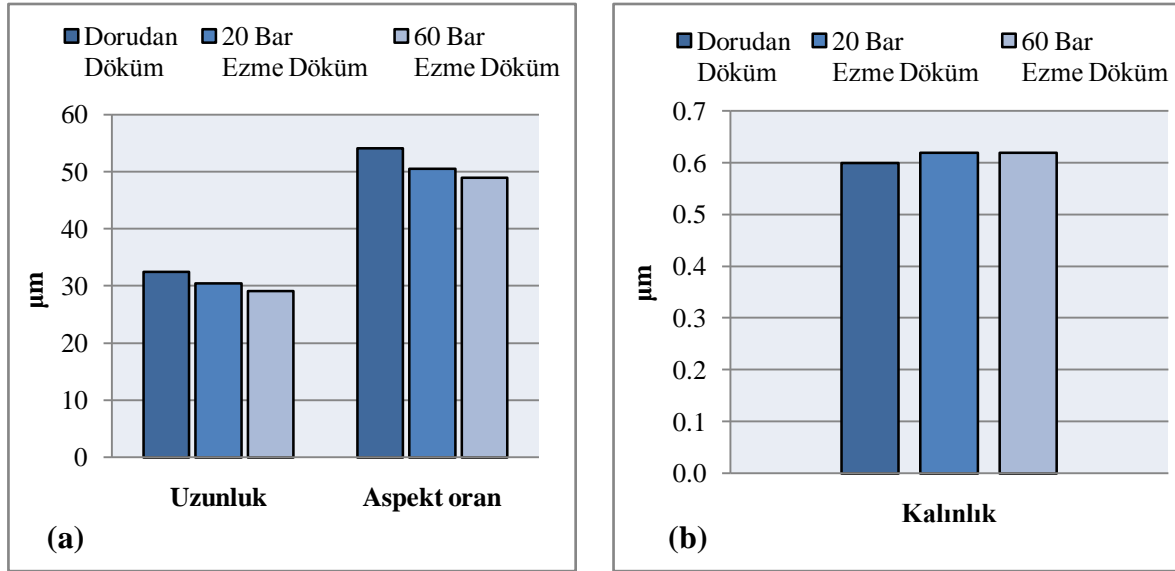 Dorudan Döküm
20 Bar Ezme Döküm
60 Bar Ezme Döküm
60
50
40
30
20
10
0
µm
Uzunluk
Aspekt oran
(a)
Dorudan Döküm
20 Bar Ezme Döküm
60 Bar Ezme Döküm
0.7
0.6
0.5
0.4
0.3
0.2
0.1
0.0
µm
Kalınlık
(b)